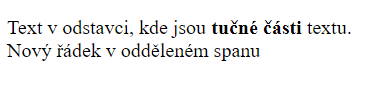 Text v odstavci, kde jsou tučné části textu.
Nový řádek v odděleném spanu